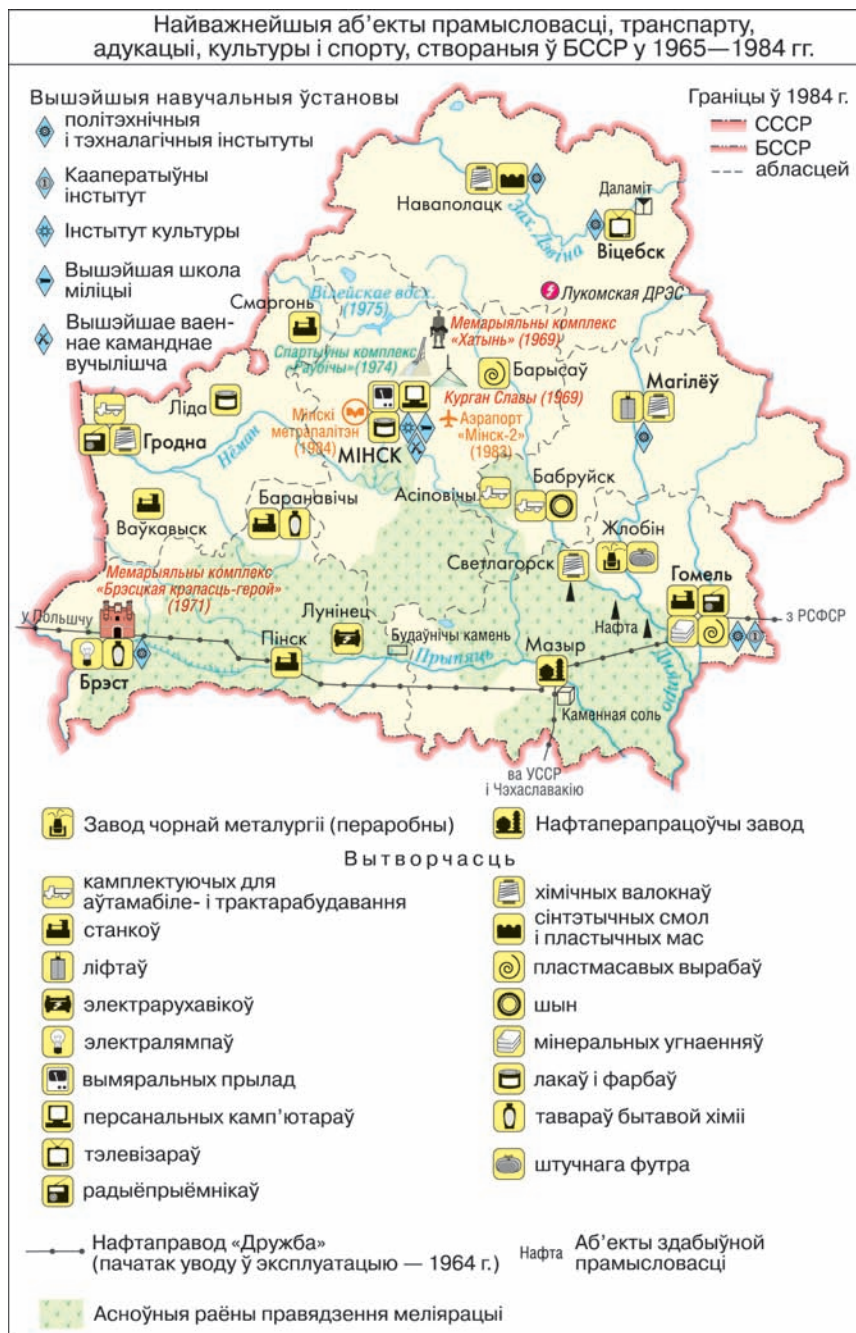 Найважнейшыя аб’екты прамысловасці, транспарту,
адукацыі, культуры і спорту, створаныя ў БССР у 1965—1984 гг.
Вышэйшыя навучальныя ўстановы
політэхнічныя
і тэхналагічныя інстытуты
Кааператыўны
інстытут
Інстытут культуры
Вышэйшая школа
міліцыі
Вышэйшае ваен-
нае каманднае
вучылішча
Граніцы ў 1984 г.
СССР
БССР
абласцей
Наваполацк
Зах. Дзвіна
Даламіт
Віцебск
Лукомская ДРЭС
Смаргонь
Вілейскае вдсх.
(1975)
Мемарыяльны комплекс
«Хатынь» (1969)
Спартыўны комплекс
«Раўбічы» (1974)
Барысаў
Магілёў
Курган Славы (1969)
Ліда
Гродна
Нёман
Мінскі
метрапалітэн
(1984)
МІНСК
Аэрапорт
«Мінск-2»
(1983)
Ваўкавыск
Баранавічы
Асіповічы
Бабруйск
Жлобін
Светлагорск
Гомель
Мемарыяльны комплекс
«Брэсцкая крэпасць-герой»
(1971)
у Польшчу
Брэст
Лунінец
Пінск
Будаўнічы камень
Прыпяць
Мазыр
Нафта
з РСФСР
Дняпро
Каменная соль
ва УССР
і Чэхаславакію
Завод чорнай металургіі (пераробны)
Нафтаперапрацоўчы завод
Вытворчасць
камплектуючых для
аўтамабіле- і трактарабудавання
станкоў
ліфтаў
электрарухавікоў
электралямпаў
вымяральных прылад
персанальных камп’ютараў
тэлевізараў
радыёпрыёмнікаў
хімічных валокнаў
сінтэтычных смол
і пластычных мас
пластмасавых вырабаў
шын
мінеральных угнаенняў
лакаў і фарбаў
тавараў бытавой хіміі
штучнага футра
Нафтаправод «Дружба»
(пачатак уводу ў эксплуатацыю — 1964 г.)
Нафта
Аб’екты здабыўной
прамысловасці
Асноўныя раёны правядзення меліярацыі